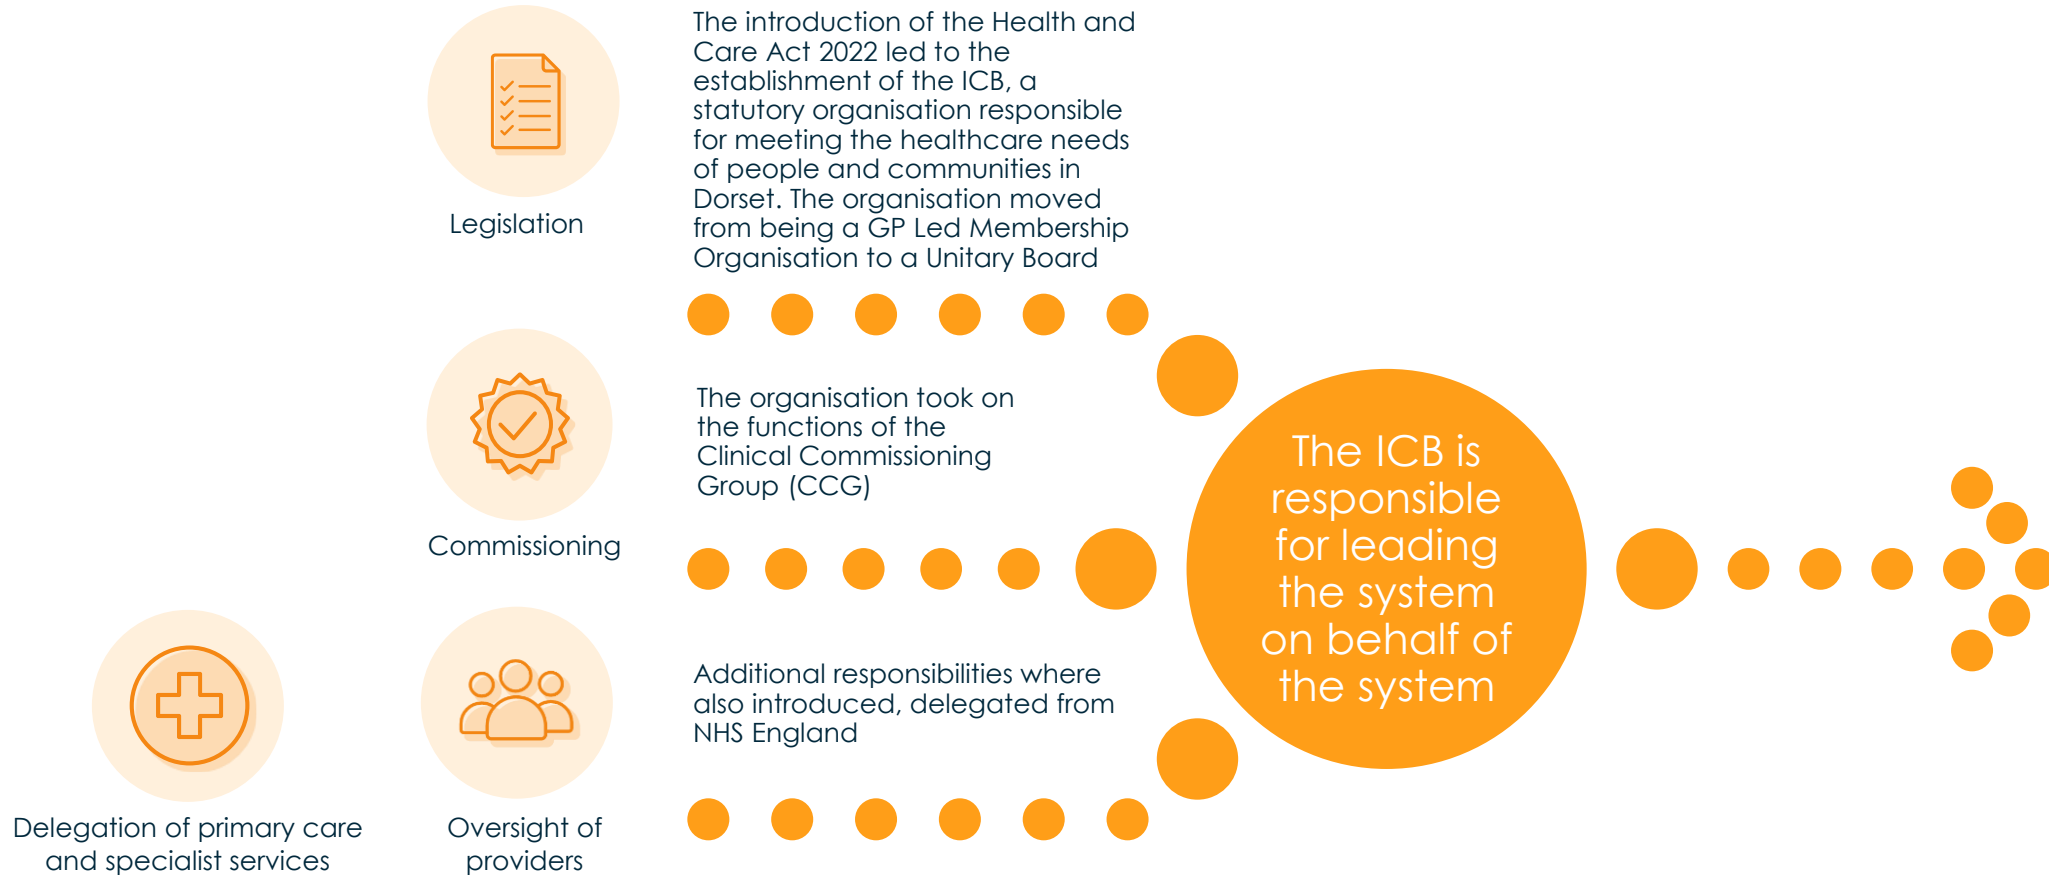 The introduction of the Health and
Care Act 2022 led to the
establishment of the ICB, a
statutory organisation responsible
for meeting the healthcare needs
of people and communities in
Dorset. The organisation moved
from being a GP Led Membership
Organisation to a Unitary Board
Legislation
The organisation took on
the functions of the
Clinical Commissioning
Group (CCG)
Commissioning
Additional responsibilities where
also introduced, delegated from
NHS England
Delegation of primary care
and specialist services
Oversight of
providers
The ICB is
responsible
for leading
the system
on behalf of
the system